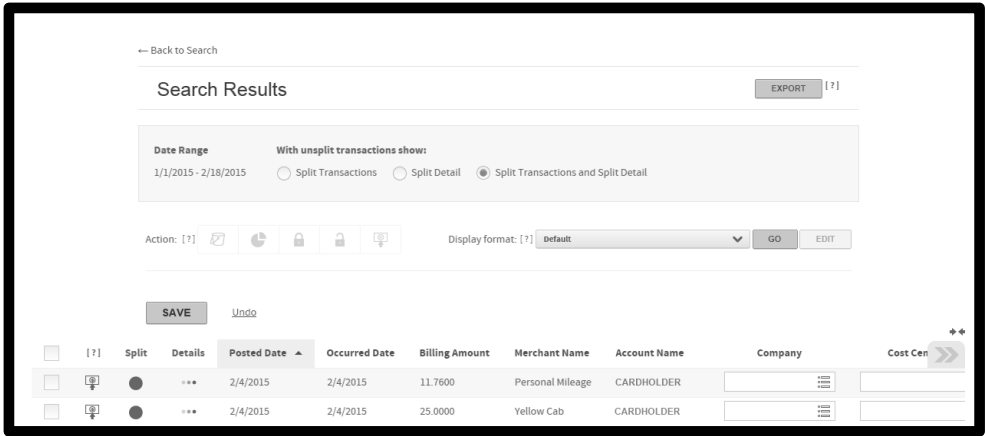 ← Back to Search
Search Results
EXPORT [?]
Date Range With unsplit transactions show:
1/1/2015 - 2/18/2015 Split Transactions Split Detail Split Transactions and Split Detail
Action: [?] Display format: [?] Default GO EDIT
SAVE Undo
[?] Split Details Posted Date Occurred Date Billing Amount Merchant Name Account Name Company Cost Cen
2/4/2015 2/4/2015 11.7600 Personal Mileage CARDHOLDER
2/4/2015 2/4/2015 25.0000 Yellow Cab CARDHOLDER